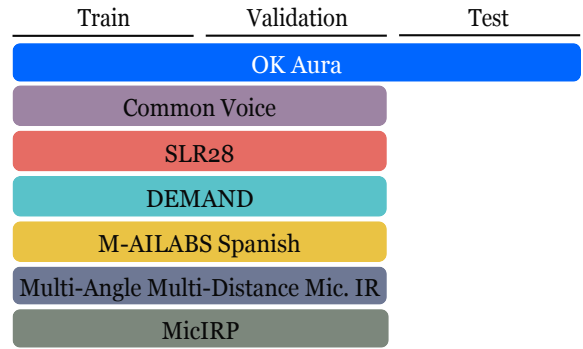 Train Validation Test
OK Aura
Common Voice
SLR28
DEMAND
M-AILABS Spanish
Multi-Angle Multi-Distance Mic. IR
MicIRP